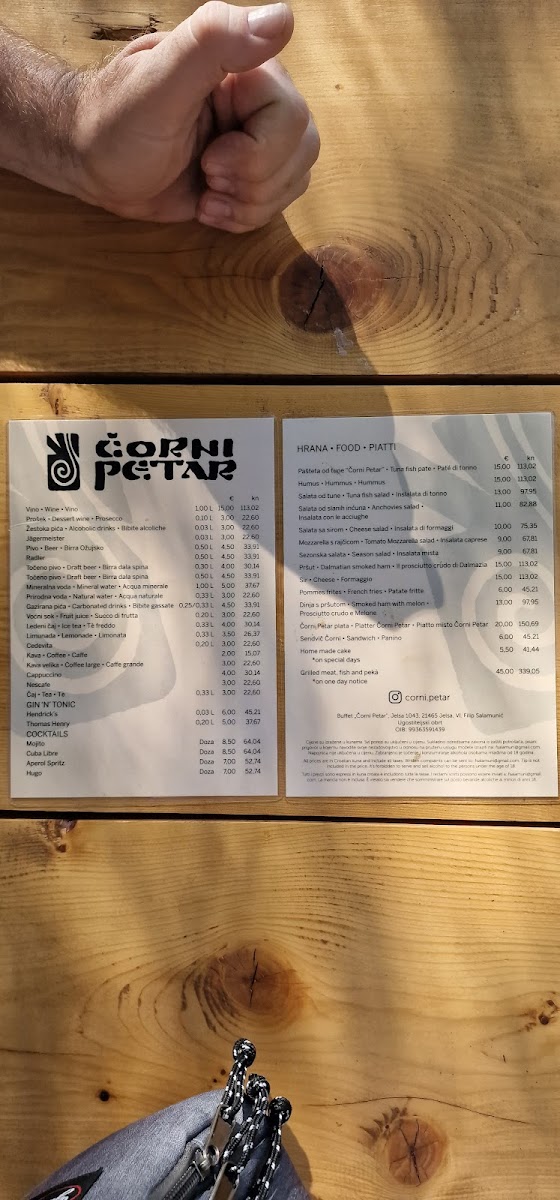 ČORNI
PETAR
€ kn
Vino • Wine • Vino 1,00 L 15,00 113,02
Prošek • Dessert wine • Prosecco 0,10 L 3,00 22,60
Žestoka pića • Alcoholic drinks • Bibite alcoliche 0,03 L 3,00 22,60
Jägermeister 0,03 L 3,00 22,60
Pivo • Beer • Birra Ožujsko 0,50 L 4,50 33,91
Radler 0,50 L 4,50 33,91
Točeno pivo • Draft beer • Birra dala spina 0,30 L 4,00 30,14
Točeno pivo • Draft beer • Birra dala spina 0,50 L 4,50 33,91
Mineralna voda • Mineral water • Acqua minerale 1,00 L 5,00 37,67
Prirodna voda • Natural water • Acqua naturale 0,33 L 3,00 22,60
Gazirana pića • Carbonated drinks • Bibite gassate 0,25/0,33 L 4,50 33,91
Voćni sok • Fruit juice • Succo di frutta 0,20 L 3,00 22,60
Ledeni čaj • Ice tea • Tè freddo 0,33 L 4,00 30,14
Limunada • Lemonade • Limonata 0,33 L 3,50 26,37
Cedevita 0,20 L 3,00 22,60
Kava • Coffee • Caffe 2,00 15,07
Kava velika • Coffee large • Caffe grande 3,00 22,60
Cappuccino 4,00 30,14
Nescafe 3,00 22,60
Čaj • Tea • Tè 0,33 L 3,00 22,60
GIN 'N' TONIC
Hendrick's 0,03 L 6,00 45,21
Thomas Henry 0,20 L 5,00 37,67
COCKTAILS
Mojito Doza 8,50 64,04
Cuba Libre Doza 8,50 64,04
Aperol Spritz Doza 7,00 52,74
Hugo Doza 7,00 52,74
HRANA • FOOD • PIATTI
€ kn
Pašteta od tune "Čorni Petar" • Tuna fish pate • Paté di tonno 15,00 113,02
Humus • Hummus • Hummus 15,00 113,02
Salata od tune • Tuna fish salad • Insalata di tonno 13,00 97,95
Salata od slanih inćuna • Anchovies salad • 11,00 82,88
Insalata con le acciughe
Salata sa sirom • Cheese salad • Insalata di formaggi 10,00 75,35
Mozzarella s rajčicom • Tomato Mozzarella salad • Insalata caprese 9,00 67,81
Sezonska salata • Season salad • Insalata mista 9,00 67,81
Pršut • Dalmatian smoked ham • Il prosciutto crudo di Dalmazia 15,00 113,02
Sir • Cheese • Formaggio 15,00 113,02
Pommes frites • French fries • Patate fritte 6,00 45,21
Dinja s pršutom • Smoked ham with melon • 13,00 97,95
Prosciutto crudo e Melone
Čorni Petar plata • Platter Čorni Petar • Piatto misto Čorni Petar 20,00 150,69
Sendvič Čorni • Sandwich • Panino 6,00 45,21
Home made cake 5,50 41,44
*on special days
Grilled meat, fish and peka 45,00 339,05
*on one day notice
corni.petar
Buffet „Čorni Petar", Jelsa 1043, 21465 Jelsa, Vl. Filip Salamunić
Ugostiteljski obrt
OIB: 99363591439